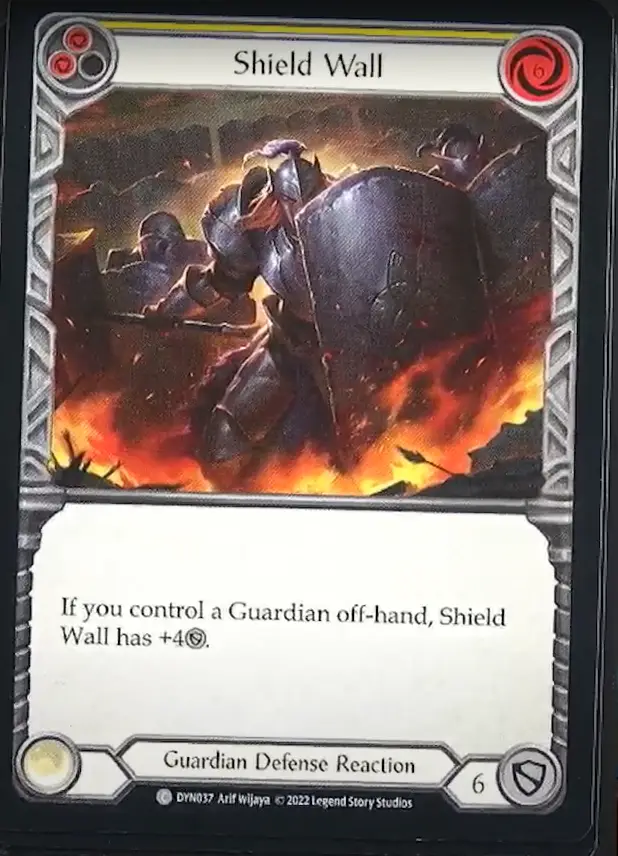 Shield Wall
6
If you control a Guardian off-hand, Shield
Wall has +4.
Guardian Defense Reaction
6
C DYN037 Arif Wijaya © 2022 Legend Story Studios